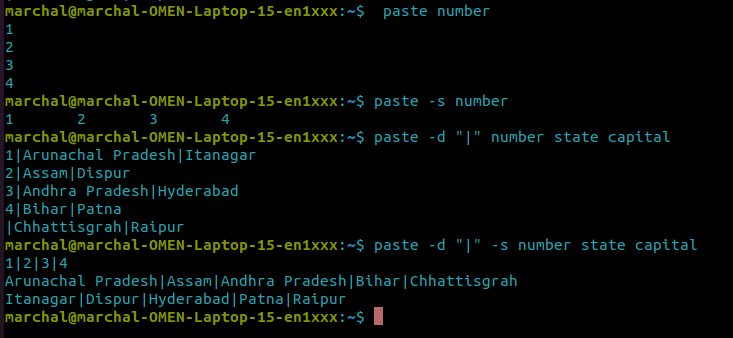 marchal@marchal-OMEN-Laptop-15-en1xxx:~$  paste number
1
2
3
4
marchal@marchal-OMEN-Laptop-15-en1xxx:~$ paste -s number
1       2       3       4
marchal@marchal-OMEN-Laptop-15-en1xxx:~$ paste -d "|" number state capital
1|Arunachal Pradesh|Itanagar
2|Assam|Dispur
3|Andhra Pradesh|Hyderabad
4|Bihar|Patna
|Chhattisgrah|Raipur
marchal@marchal-OMEN-Laptop-15-en1xxx:~$ paste -d "|" -s number state capital
1|2|3|4
Arunachal Pradesh|Assam|Andhra Pradesh|Bihar|Chhattisgrah
Itanagar|Dispur|Hyderabad|Patna|Raipur
marchal@marchal-OMEN-Laptop-15-en1xxx:~$